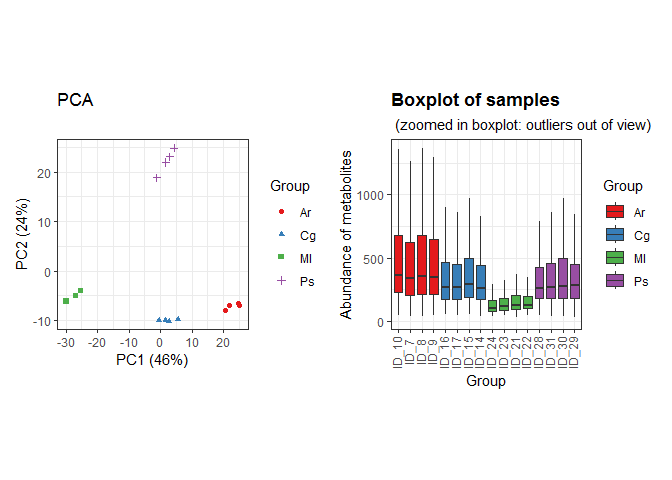 PCA
PC2 (24%)
20
10
0
-10
-30
-20
-10
0
10
20
PC1 (46%)
Group
Ar
Cg
Ml
Ps
Boxplot of samples
(zoomed in boxplot: outliers out of view)
Abundance of metabolites
1000
500
0
ID_10
ID_7
ID_8
ID_9
ID_16
ID_17
ID_15
ID_14
ID_24
ID_23
ID_21
ID_22
ID_28
ID_31
ID_30
ID_29
Group
Group
Ar
Cg
Ml
Ps